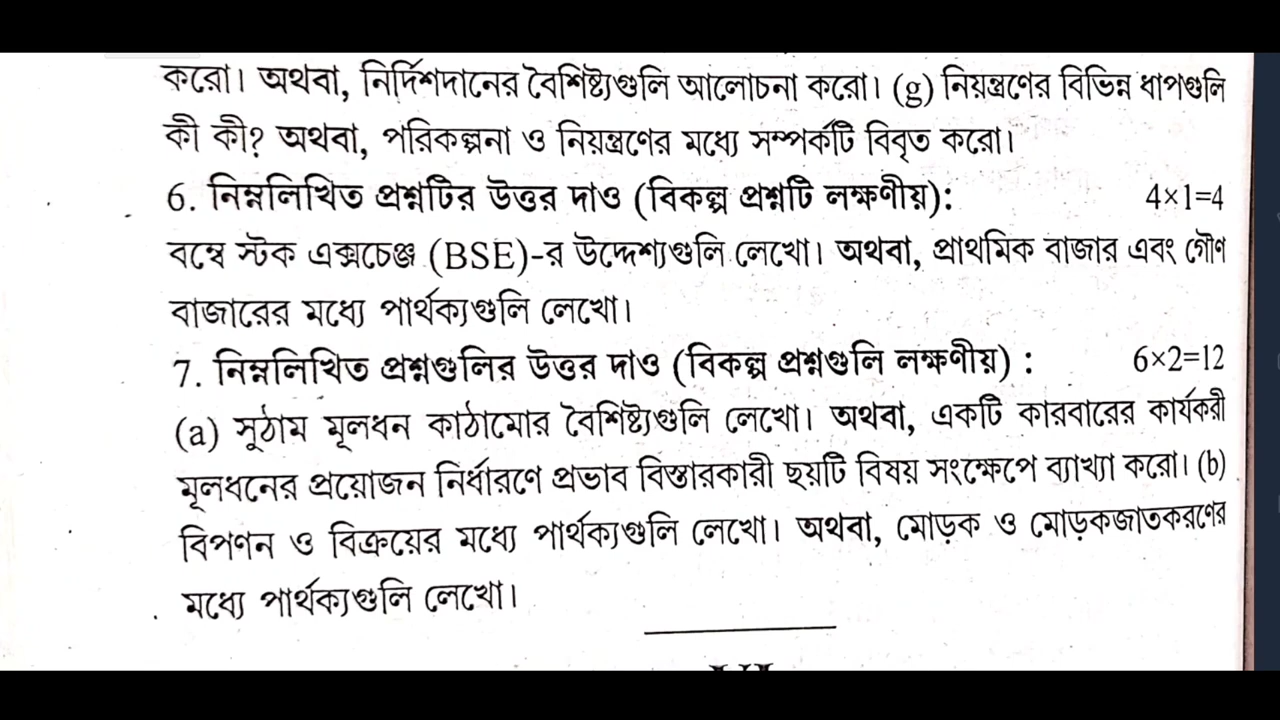 করো। অথবা, নির্দিশদানের বৈশিষ্ট্যগুলি আলোচনা করো। (g) নিয়ন্ত্রণের বিভিন্ন ধাপগুলি
কী কী? অথবা, পরিকল্পনা ও নিয়ন্ত্রণের মধ্যে সম্পর্কটি বিবৃত করো।
6. নিম্নলিখিত প্রশ্নটির উত্তর দাও (বিকল্প প্রশ্নটি লক্ষণীয়): 4×1=4
বম্বে স্টক এক্সচেঞ্জ (BSE)-র উদ্দেশ্যগুলি লেখো। অথবা, প্রাথমিক বাজার এবং গৌণ
বাজারের মধ্যে পার্থক্যগুলি লেখো।
7. নিম্নলিখিত প্রশ্নগুলির উত্তর দাও (বিকল্প প্রশ্নগুলি লক্ষণীয়) : 6×2=12
(a) সুঠাম মূলধন কাঠামোর বৈশিষ্ট্যগুলি লেখো। অথবা, একটি কারবারের কার্যকরী
মূলধনের প্রয়োজন নির্ধারণে প্রভাব বিস্তারকারী ছয়টি বিষয় সংক্ষেপে ব্যাখ্যা করো। (b)
বিপণন ও বিক্রয়ের মধ্যে পার্থক্যগুলি লেখো। অথবা, মোড়ক ও মোড়কজাতকরণের
মধ্যে পার্থক্যগুলি লেখো।